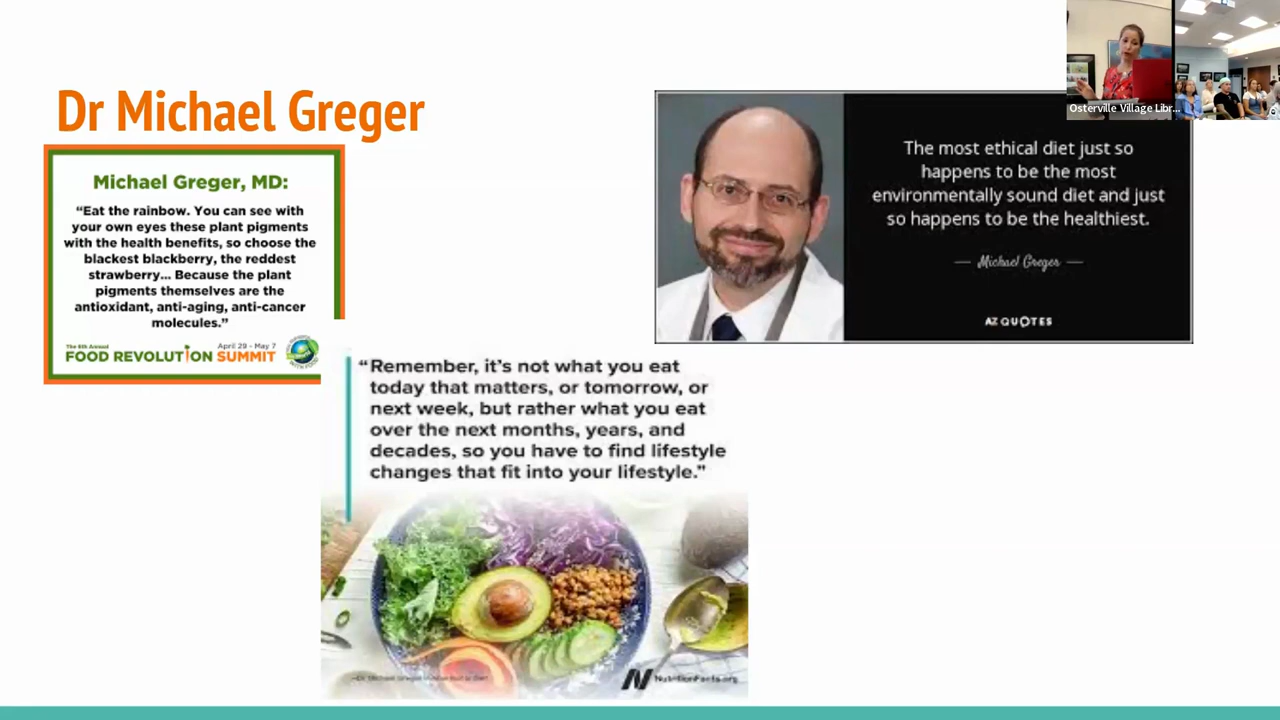 Dr Michael Greger
Michael Greger, MD:
“Eat the rainbow. You can see with
your own eyes these plant pigments
with the health benefits, so choose the
blackest blackberry, the reddest
strawberry... Because the plant
pigments themselves are the
antioxidant, anti-aging, anti-cancer
molecules.”
The 6th Annual
FOOD REVOLUTION SUMMIT
April 29 - May 7
The most ethical diet just so
happens to be the most
environmentally sound diet and just
so happens to be the healthiest.
— Michael Greger —
AZ QUOTES
Osterville Village Libr...
“Remember, it’s not what you eat
today that matters, or tomorrow, or
next week, but rather what you eat
over the next months, years, and
decades, so you have to find lifestyle
changes that fit into your lifestyle.”
NutritionFacts.org